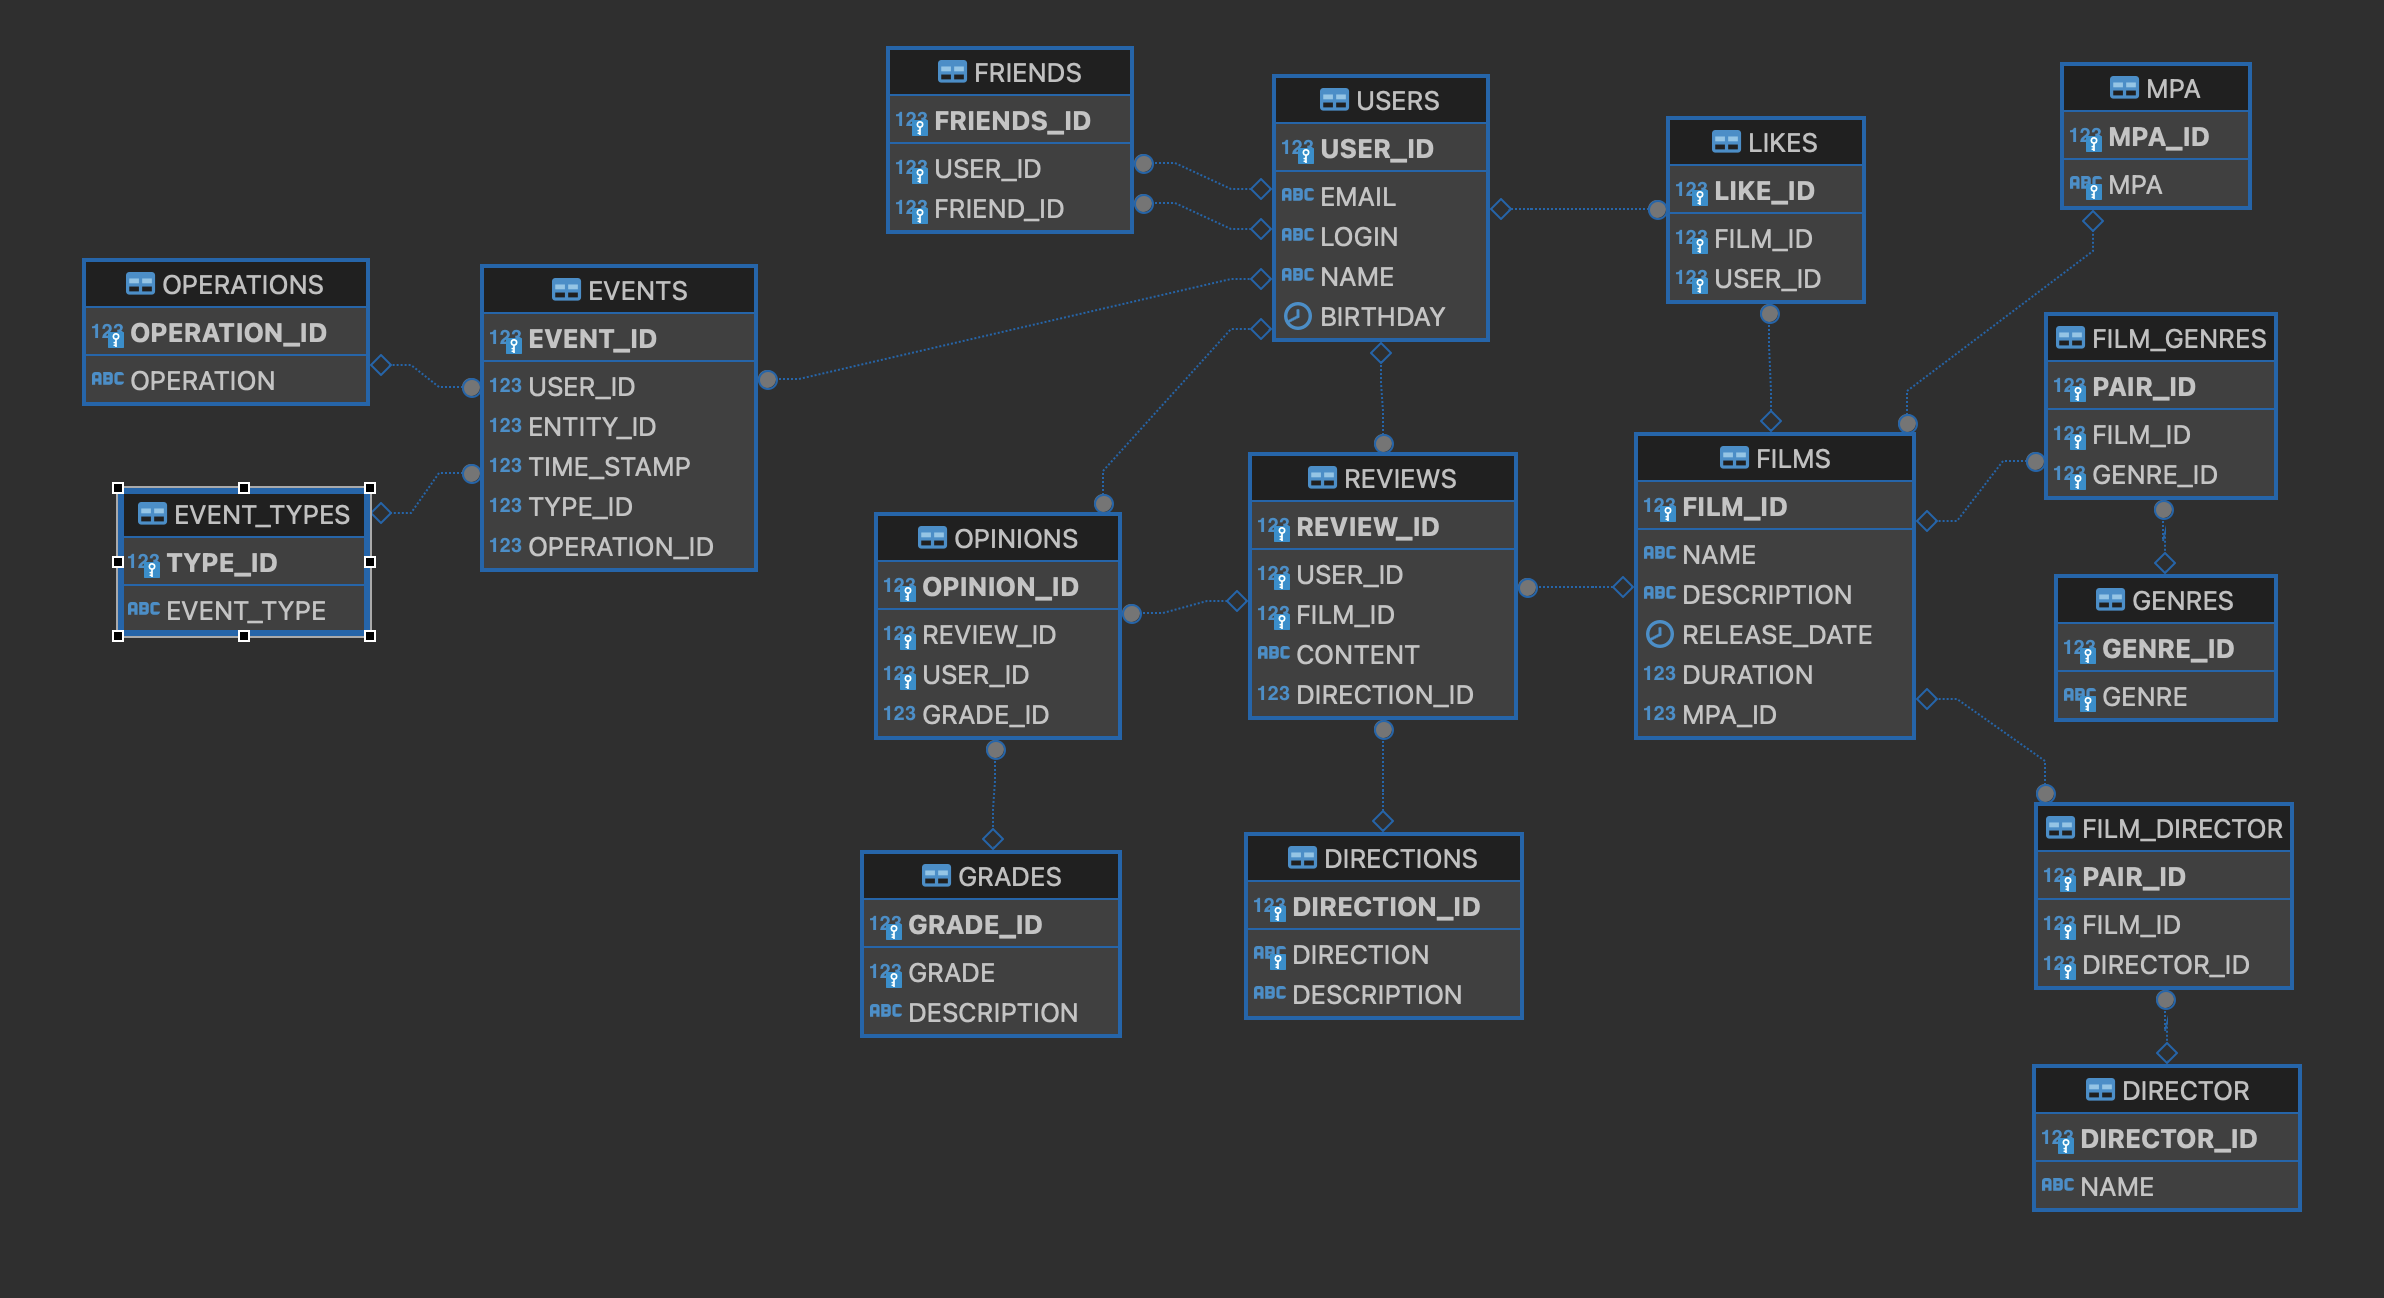 FRIENDS
123 FRIENDS_ID
123 USER_ID
123 FRIEND_ID
USERS
123 USER_ID
ABC EMAIL
ABC LOGIN
ABC NAME
BIRTHDAY
LIKES
123 LIKE_ID
123 FILM_ID
123 USER_ID
MPA
123 MPA_ID
ABC MPA
OPERATIONS
123 OPERATION_ID
ABC OPERATION
EVENTS
123 EVENT_ID
123 USER_ID
123 ENTITY_ID
123 TIME_STAMP
123 TYPE_ID
123 OPERATION_ID
EVENT_TYPES
123 TYPE_ID
ABC EVENT_TYPE
OPINIONS
123 OPINION_ID
123 REVIEW_ID
123 USER_ID
123 GRADE_ID
REVIEWS
123 REVIEW_ID
123 USER_ID
123 FILM_ID
ABC CONTENT
123 DIRECTION_ID
FILMS
123 FILM_ID
ABC NAME
ABC DESCRIPTION
RELEASE_DATE
123 DURATION
123 MPA_ID
FILM_GENRES
123 PAIR_ID
123 FILM_ID
123 GENRE_ID
GENRES
123 GENRE_ID
ABC GENRE
GRADES
123 GRADE_ID
123 GRADE
ABC DESCRIPTION
DIRECTIONS
123 DIRECTION_ID
ABC DIRECTION
ABC DESCRIPTION
FILM_DIRECTOR
123 PAIR_ID
123 FILM_ID
123 DIRECTOR_ID
DIRECTOR
123 DIRECTOR_ID
ABC NAME